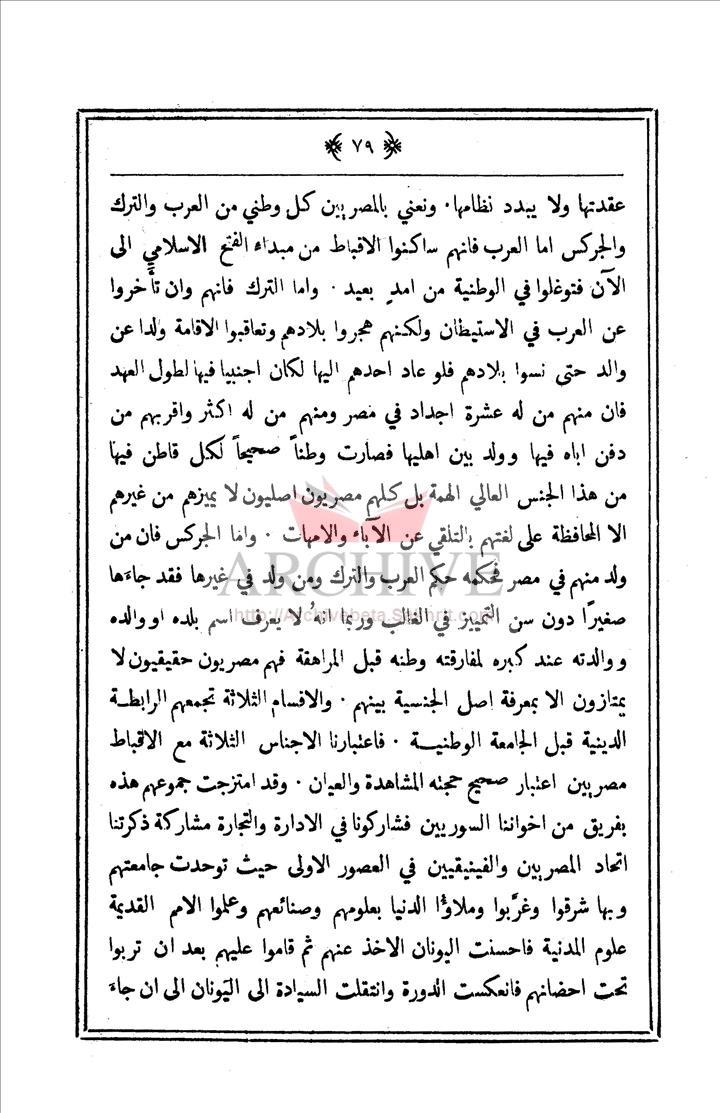 ﴿ ٧٩ ﴾
عقدتها ولا يبدد نظامها ٠ ونعني بالمصريين كل وطني من العرب والترك
والجركس اما العرب فانهم ساكنوا الاقباط من مبداء الفتح الاسلامي الى
الآن فتوغلوا في الوطنية من امدٍ بعيد ٠ واما الترك فانهم وان تأخروا
عن العرب في الاستيطان ولكنهم هجروا بلادهم وتعاقبوا الاقامة ولدا عن
والد حتى نسوا بلادهم فلو عاد احدهم اليها لكان اجنبيا فيها لطول العهد
فان منهم من له عشرة اجداد في مصر ومنهم من له اكثر واقربهم من
دفن اباه فيها وولد بين اهليها فصارت وطناً صحيحاً لكل قاطن فيها
من هذا الجنس العالي الهمة بل كلهم مصريون اصليون لا يميزهم من غيرهم
الا المحافظة على لغتهم بالتلقي عن الآباء والامهات ٠ واما الجركس فان من
ولد منهم في مصر فحكمه حكم العرب والترك ومن ولد في غيرها فقد جاءها
صغيرًا دون سن التمييز في الغالب وربما انهُ لا يعرف اسم بلده او والده
ووالدته عند كبره لمفارقته وطنه قبل المراهقة فهم مصريون حقيقيون لا
يمتازون الا بمعرفة اصل الجنسية بينهم ٠ والاقسام الثلاثة تجمعهم الرابطة
الدينية قبل الجامعة الوطنية ٠ فاعتبارنا الاجناس الثلاثة مع الاقباط
مصريين اعتبار صحيح حجته المشاهدة والعيان ٠ وقد امتزجت جموعهم هذه
بفريق من اخواننا السوريين فشاركونا في الادارة والتجارة مشاركة ذكرتنا
اتحاد المصريين والفينيقيين في العصور الاولى حيث توحدت جامعتهم
وبها شرقوا وغرَّبوا وملاؤا الدنيا بعلومهم وصنائعهم وعلموا الامم القديمة
علوم المدنية فاحسنت اليونان الاخذ عنهم ثم قاموا عليهم بعد ان تربوا
تحت احضانهم فانعكست الدورة وانتقلت السيادة الى اليونان الى ان جاء
ARCHIVE